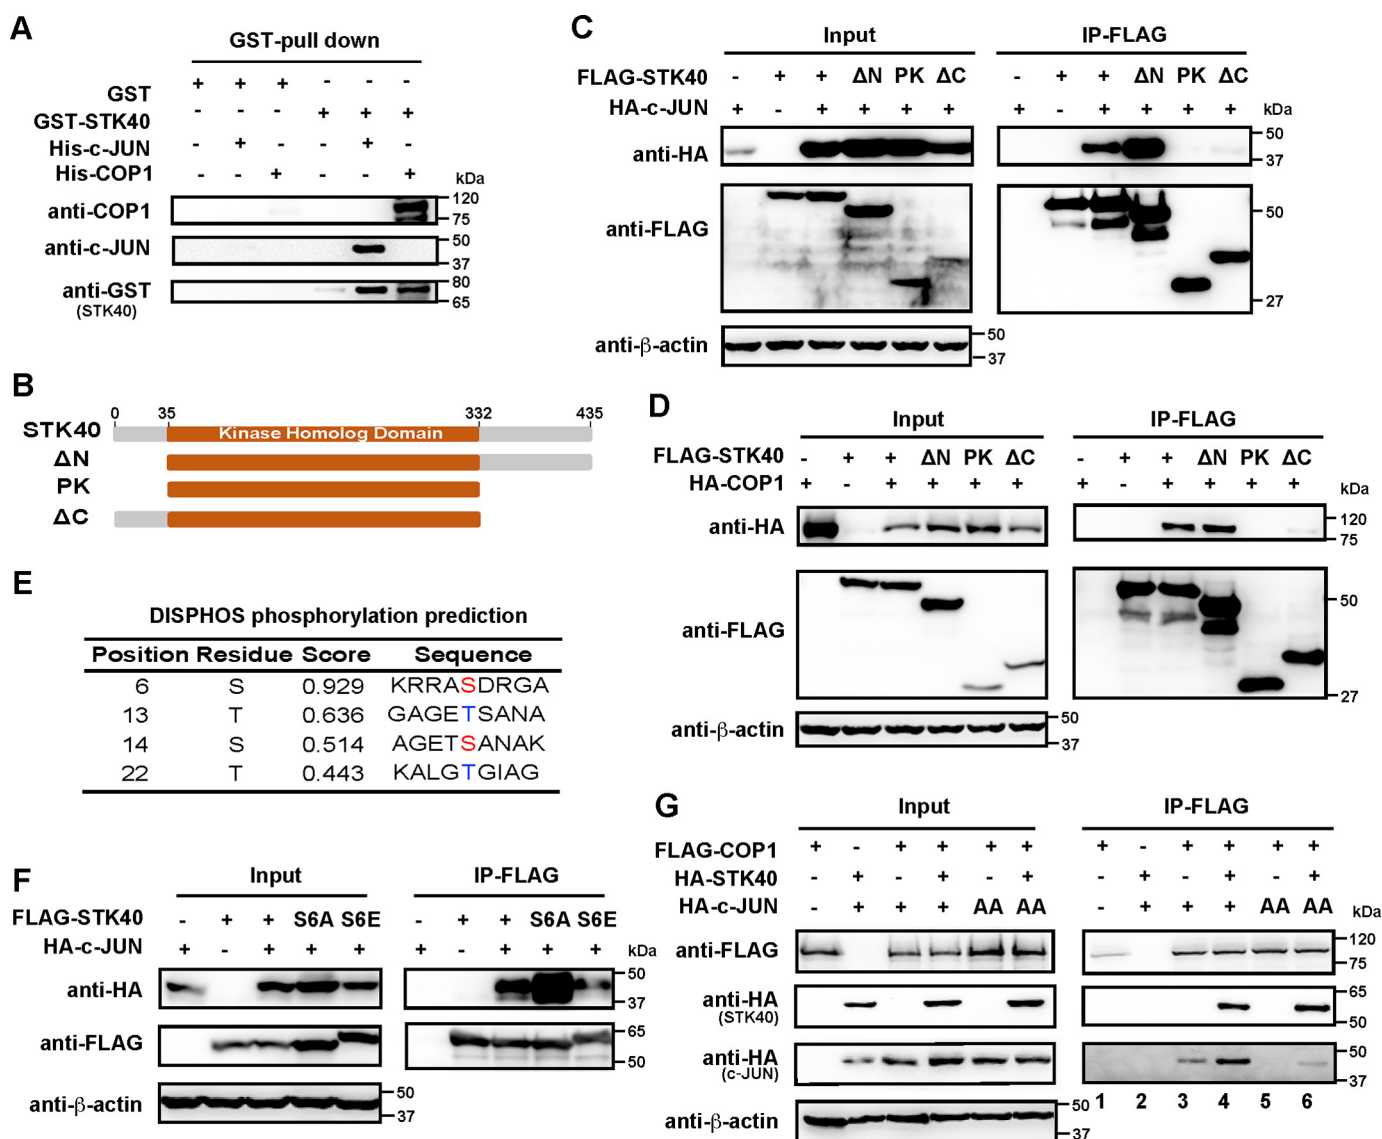 A
GST-pull down
GST + + + - - -
GST-STK40 - - - + + +
His-c-JUN - + - - + -
His-COP1 - - + - - +
kDa
anti-COP1 120 75
anti-c-JUN 50 37
anti-GST 80 65
(STK40)
B
0 35 332 435
STK40 Kinase Homolog Domain
ΔN
PK
ΔC
C
Input IP-FLAG
FLAG-STK40 - + + ΔN PK ΔC - + + ΔN PK ΔC
HA-c-JUN + - + + + + + - + + + + kDa
anti-HA 50 37
anti-FLAG 50 27
anti-β-actin 50 37
D
Input IP-FLAG
FLAG-STK40 - + + ΔN PK ΔC - + + ΔN PK ΔC
HA-COP1 + - + + + + + - + + + + kDa
anti-HA 120 75
anti-FLAG 50 27
anti-β-actin 50 37
E
DISPHOS phosphorylation prediction
Position Residue Score Sequence
6 S 0.929 KRRASDRGA
13 T 0.636 GAGETSANA
14 S 0.514 AGETSANAK
22 T 0.443 KALGTGIAG
F
Input IP-FLAG
FLAG-STK40 - + + S6A S6E - + + S6A S6E
HA-c-JUN + - + + + + - + + + kDa
anti-HA 50 37
anti-FLAG 65 50
anti-β-actin 50 37
G
Input IP-FLAG
FLAG-COP1 + - + + + + + - + + + +
HA-STK40 - + - + - + - + - + - +
HA-c-JUN - + + + AA AA - + + + AA AA kDa
anti-FLAG 120 75
anti-HA 65 50
(STK40)
anti-HA 50 37
(c-JUN)
1 2 3 4 5 6
anti-β-actin 50 37